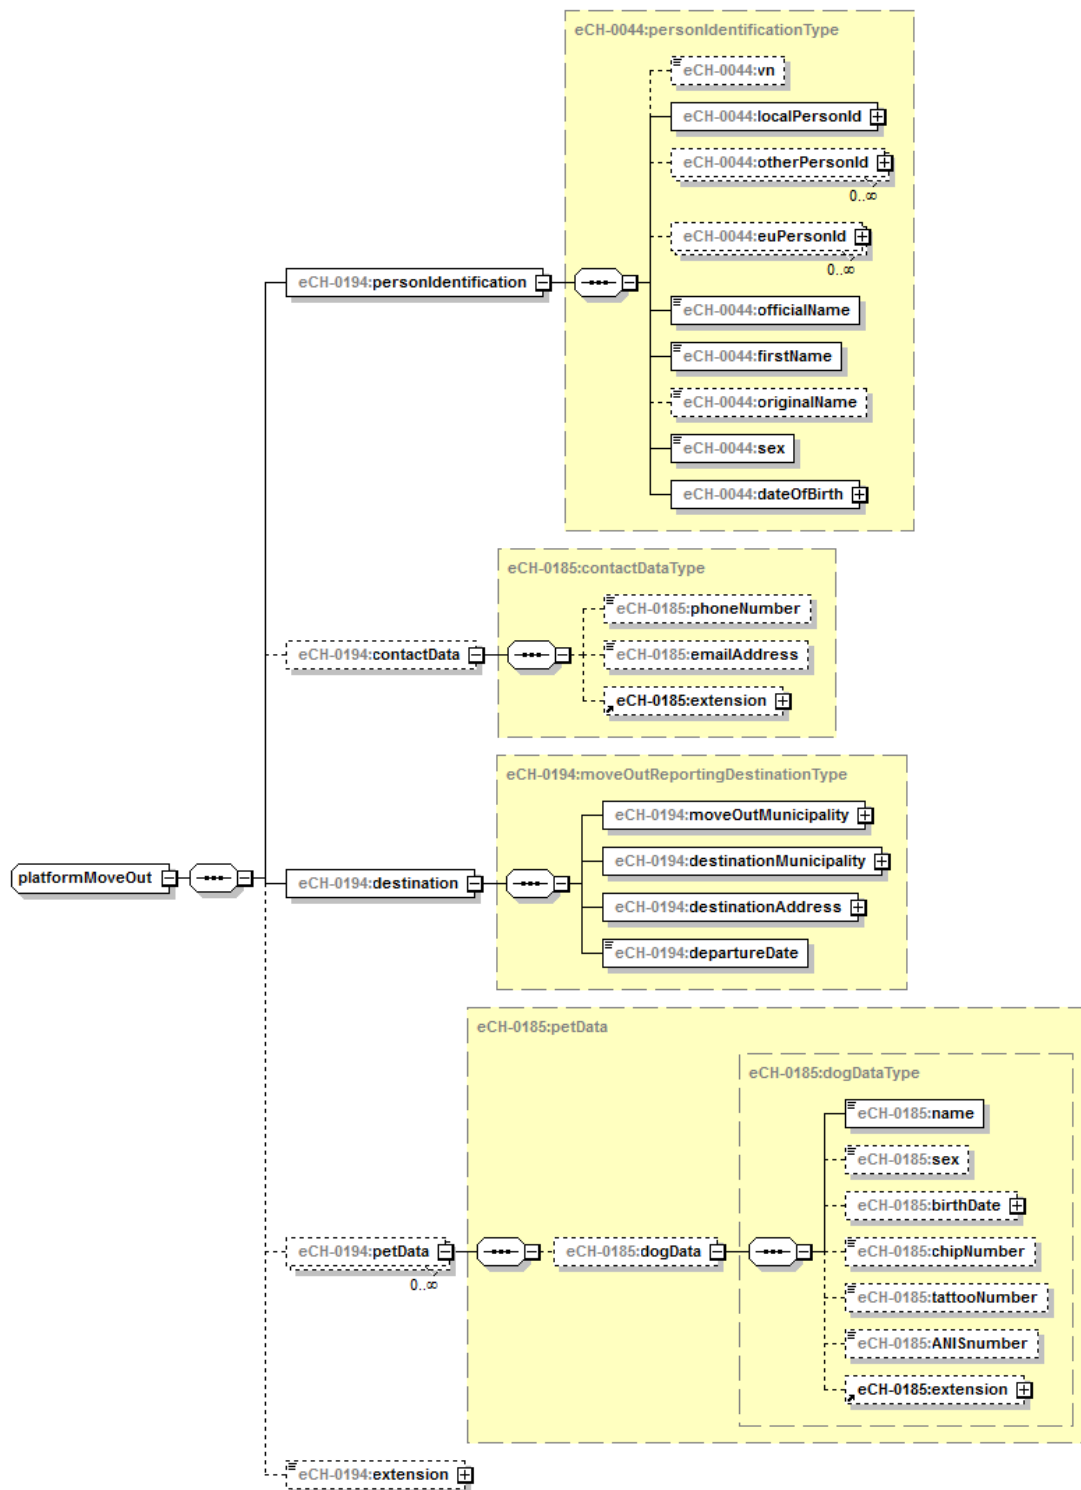 eCH-0044:personIdentificationType
eCH-0044:vn
eCH-0044:localPersonId
eCH-0044:otherPersonId
0..∞
eCH-0044:euPersonId
0..∞
eCH-0194:personIdentification
eCH-0044:officialName
eCH-0044:firstName
eCH-0044:originalName
eCH-0044:sex
eCH-0044:dateOfBirth
eCH-0185:contactDataType
eCH-0185:phoneNumber
eCH-0194:contactData
eCH-0185:emailAddress
eCH-0185:extension
eCH-0194:moveOutReportingDestinationType
eCH-0194:moveOutMunicipality
eCH-0194:destinationMunicipality
platformMoveOut
eCH-0194:destination
eCH-0194:destinationAddress
eCH-0194:departureDate
eCH-0185:petData
eCH-0185:dogDataType
eCH-0185:name
eCH-0185:sex
eCH-0185:birthDate
eCH-0194:petData
0..∞
eCH-0185:dogData
eCH-0185:chipNumber
eCH-0185:tattooNumber
eCH-0185:ANISnumber
eCH-0185:extension
eCH-0194:extension